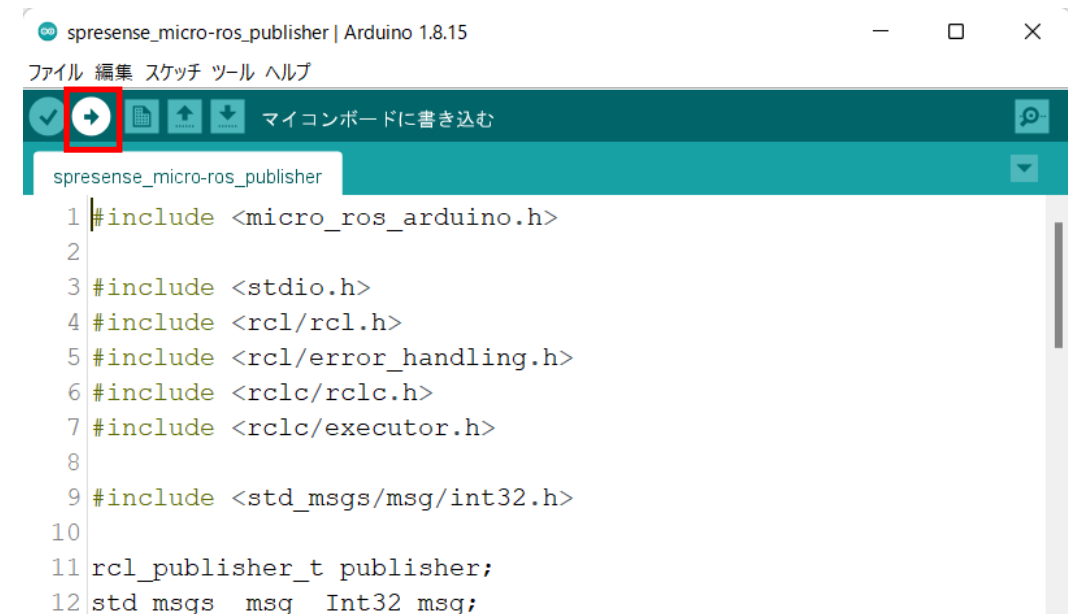 spresense_micro-ros_publisher | Arduino 1.8.15
ファイル 編集 スケッチ ツール ヘルプ
マイコンボードに書き込む
spresense_micro-ros_publisher
1 #include <micro_ros_arduino.h>
2
3 #include <stdio.h>
4 #include <rcl/rcl.h>
5 #include <rcl/error_handling.h>
6 #include <rclc/rclc.h>
7 #include <rclc/executor.h>
8
9 #include <std_msgs/msg/int32.h>
10
11 rcl_publisher_t publisher;
12 std_msgs__msg__Int32 msg;